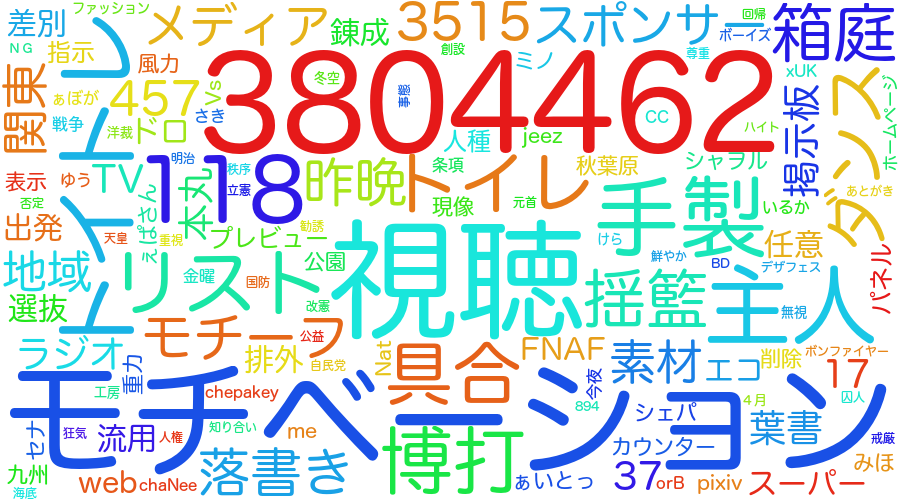 差別
ファッション
メディア
錬成
3515
創設
スポンサー
回帰
ボーイズ
箱庭
NG
指示
風力
冬空
ミノ
尊重
xUK
関東
トレイ
ぁぽが
457
Vs
さき
3804462
事態
CC
掲示板
ダンス
ホームページ
戦争
洋裁
ドロ
人種
jeez
ハイト
表示
ゆう
TV
明治
118
秩序
立憲
昨晩
トイレ
条項
秋葉原
シャヲル
否定
本丸
現像
元首
手製
いるか
あとがき
出発
天皇
ぇぱさん
重視
プレビュー
勧誘
視聴
けら
鮮やか
任意
地域
リスト
金曜
国防
公園
改憲
揺籃
BD
デザフェス
主人
無視
パネル
選抜
ラジオ
モチーフ
公益
排外
自民党
Nat
具合
FNAF
素材
エコ
削除
ボンファイヤー
17
重力
モチベーション
工房
chepakey
今夜
894
4月
囚人
セナ
狂気
流用
人権
知り合い
me
博打
シェパ
カウンター
葉書
戒厳
九州
海底
web
chaNee
落書き
ぁいとっ
37
orB
pixiv
スーパー
みほ